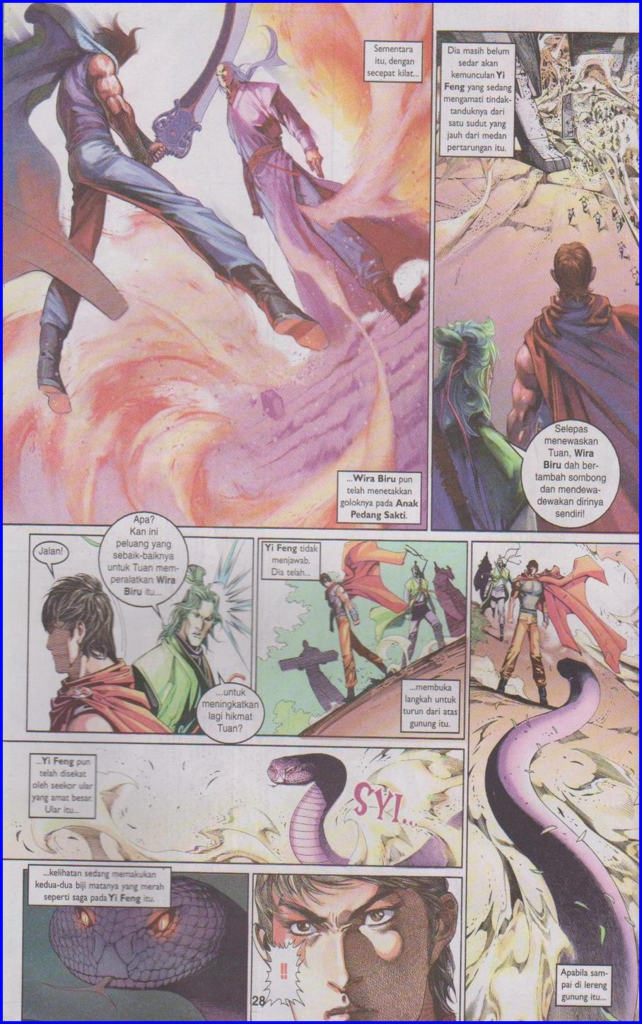 Sementara
itu, dengan
secepat kilat...
...Wira Biru pun
telah menetakkan
goloknya pada Anak
Pedang Sakti.
Dia masih belum
sedar akan
kemunculan Yi
Feng yang sedang
mengamati tindak-
tanduknya dari
satu sudut yang
jauh dari medan
pertarungan itu.
Selepas
menewaskan
Tuan, Wira
Biru dah ber-
tambah sombong
dan mendewa-
dewakan dirinya
sendiri!
Jalan!
Apa?
Kan ini
peluang yang
sebaik-baiknya
untuk Tuan mem-
peralatkan Wira
Biru itu...
...untuk
meningkatkan
lagi hikmat
Tuan?
Yi Feng tidak
menjawab,
Dia telah...
...membuka
langkah untuk
turun dari atas
gunung itu.
Apabila sam-
pai di lereng
gunung itu...
...Yi Feng pun
telah disekat
oleh seekor ular
yang amat besar.
Ular itu...
SYI...
...kelihatan sedang memakukan
kedua-dua biji matanya yang merah
seperti saga pada Yi Feng itu.
!!
28